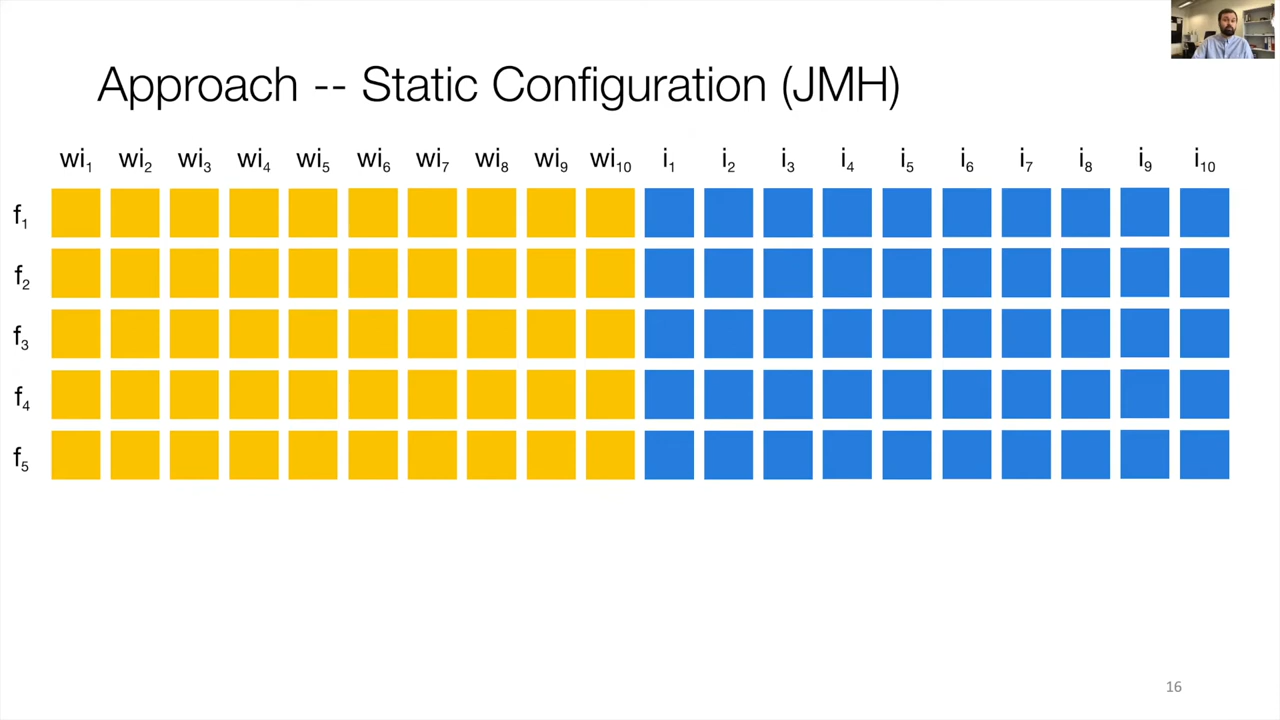 Approach -- Static Configuration (JMH)
wi₁ wi₂ wi₃ wi₄ wi₅ wi₆ wi₇ wi₈ wi₉ wi₁₀ i₁ i₂ i₃ i₄ i₅ i₆ i₇ i₈ i₉ i₁₀
f₁
f₂
f₃
f₄
f₅
16